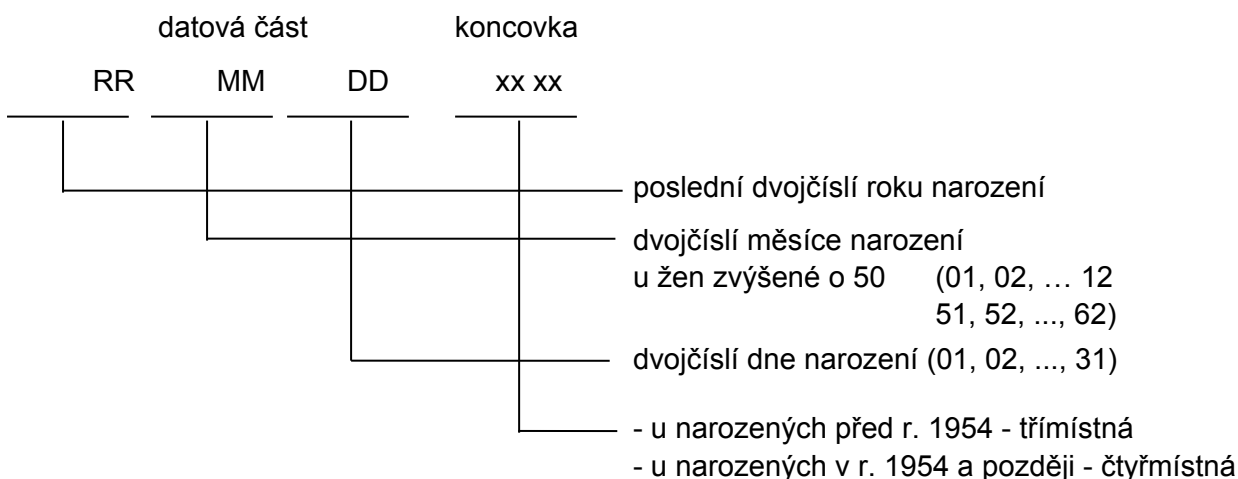 datová část koncovka
RR MM DD xx xx
poslední dvojčíslí roku narození
dvojčíslí měsíce narození
u žen zvýšené o 50 (01, 02, … 12
51, 52, ..., 62)
dvojčíslí dne narození (01, 02, ..., 31)
- u narozených před r. 1954 - třímístná
- u narozených v r. 1954 a později - čtyřmístná